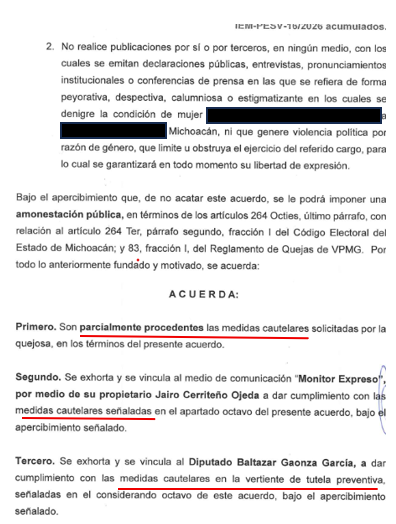 IEM-PESV-16/2026 acumulados.
2. No realice publicaciones por sí o por terceros, en ningún medio, con los
cuales se emitan declaraciones públicas, entrevistas, pronunciamientos
institucionales o conferencias de prensa en las que se refiera de forma
peyorativa, despectiva, calumniosa o estigmatizante en los cuales se
denigre la condición de mujer a
Michoacán, ni que genere violencia política por
razón de género, que limite u obstruya el ejercicio del referido cargo, para
lo cual se garantizará en todo momento su libertad de expresión.
Bajo el apercibimiento que, de no acatar este acuerdo, se le podrá imponer una
amonestación pública, en términos de los artículos 264 Octies, último párrafo, con
relación al artículo 264 Ter, párrafo segundo, fracción I del Código Electoral del
Estado de Michoacán; y 83, fracción I, del Reglamento de Quejas de VPMG. Por
todo lo anteriormente fundado y motivado, se acuerda:
A C U E R D A:
Primero. Son parcialmente procedentes las medidas cautelares solicitadas por la
quejosa, en los términos del presente acuerdo.
Segundo. Se exhorta y se vincula al medio de comunicación "Monitor Expreso",
por medio de su propietario Jairo Cerriteño Ojeda a dar cumplimiento con las
medidas cautelares señaladas en el apartado octavo del presente acuerdo, bajo el
apercibimiento señalado.
Tercero. Se exhorta y se vincula al Diputado Baltazar Gaonza García, a dar
cumplimiento con las medidas cautelares en la vertiente de tutela preventiva,
señaladas en el considerando octavo de este acuerdo, bajo el apercibimiento
señalado.